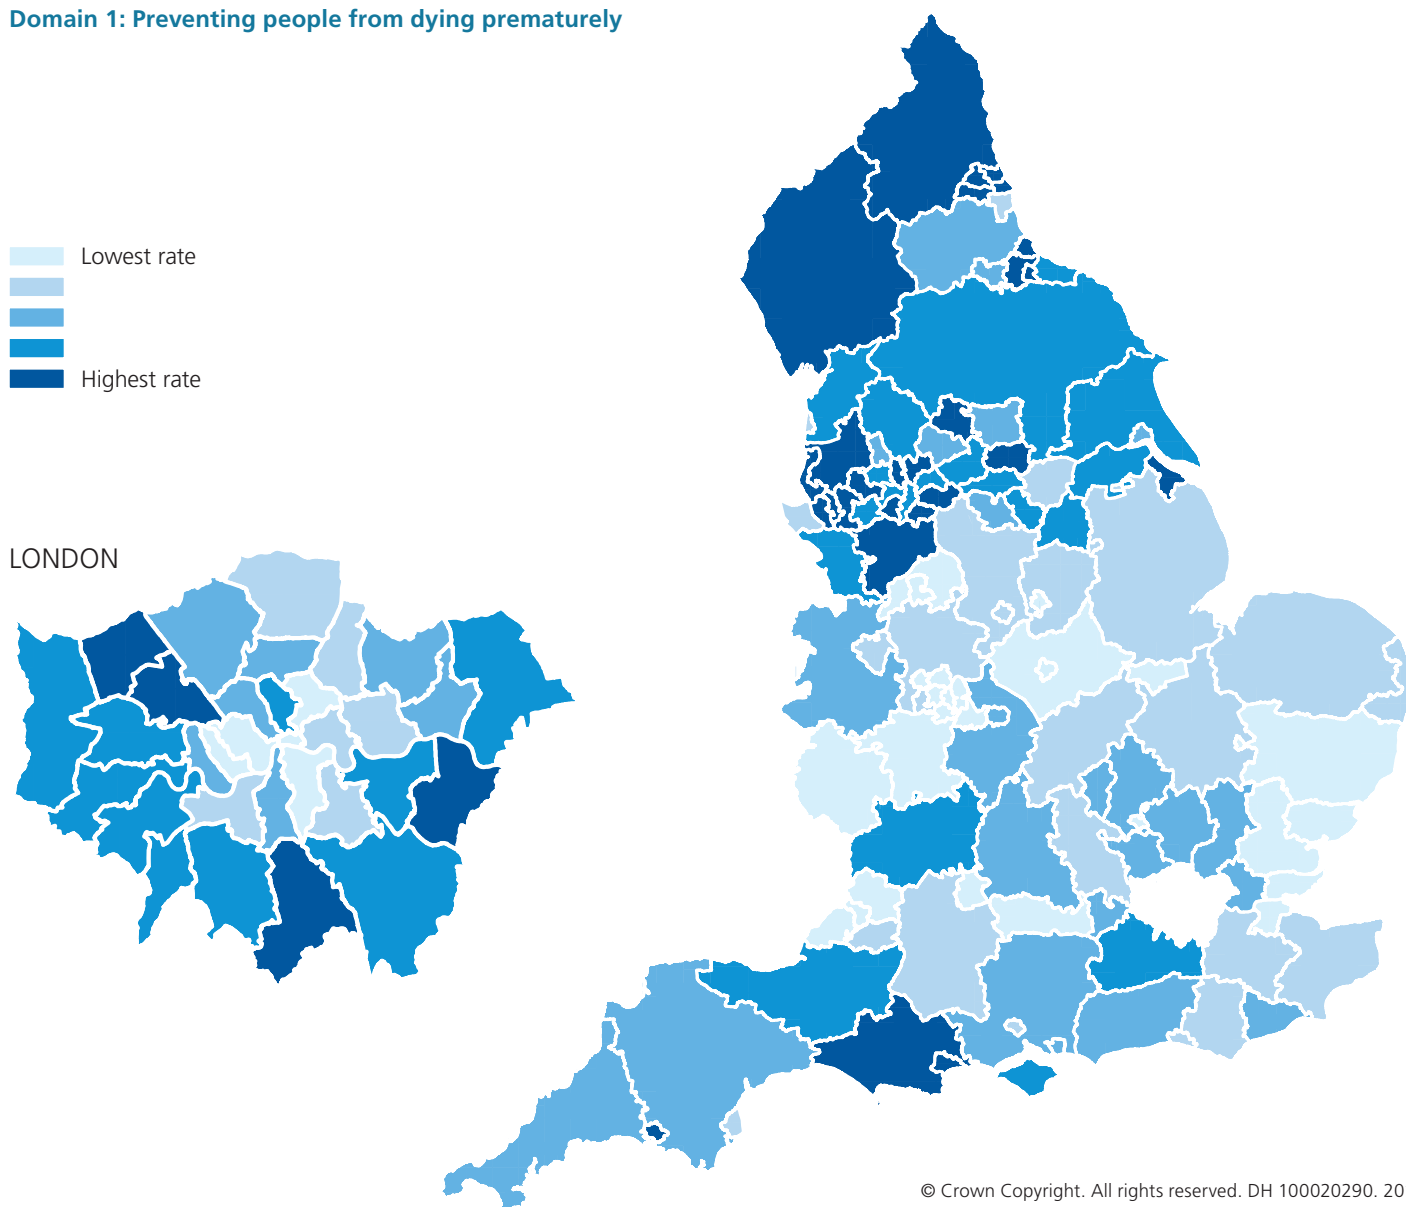 Domain 1: Preventing people from dying prematurely
Lowest rate
Highest rate
LONDON
© Crown Copyright. All rights reserved. DH 100020290. 20